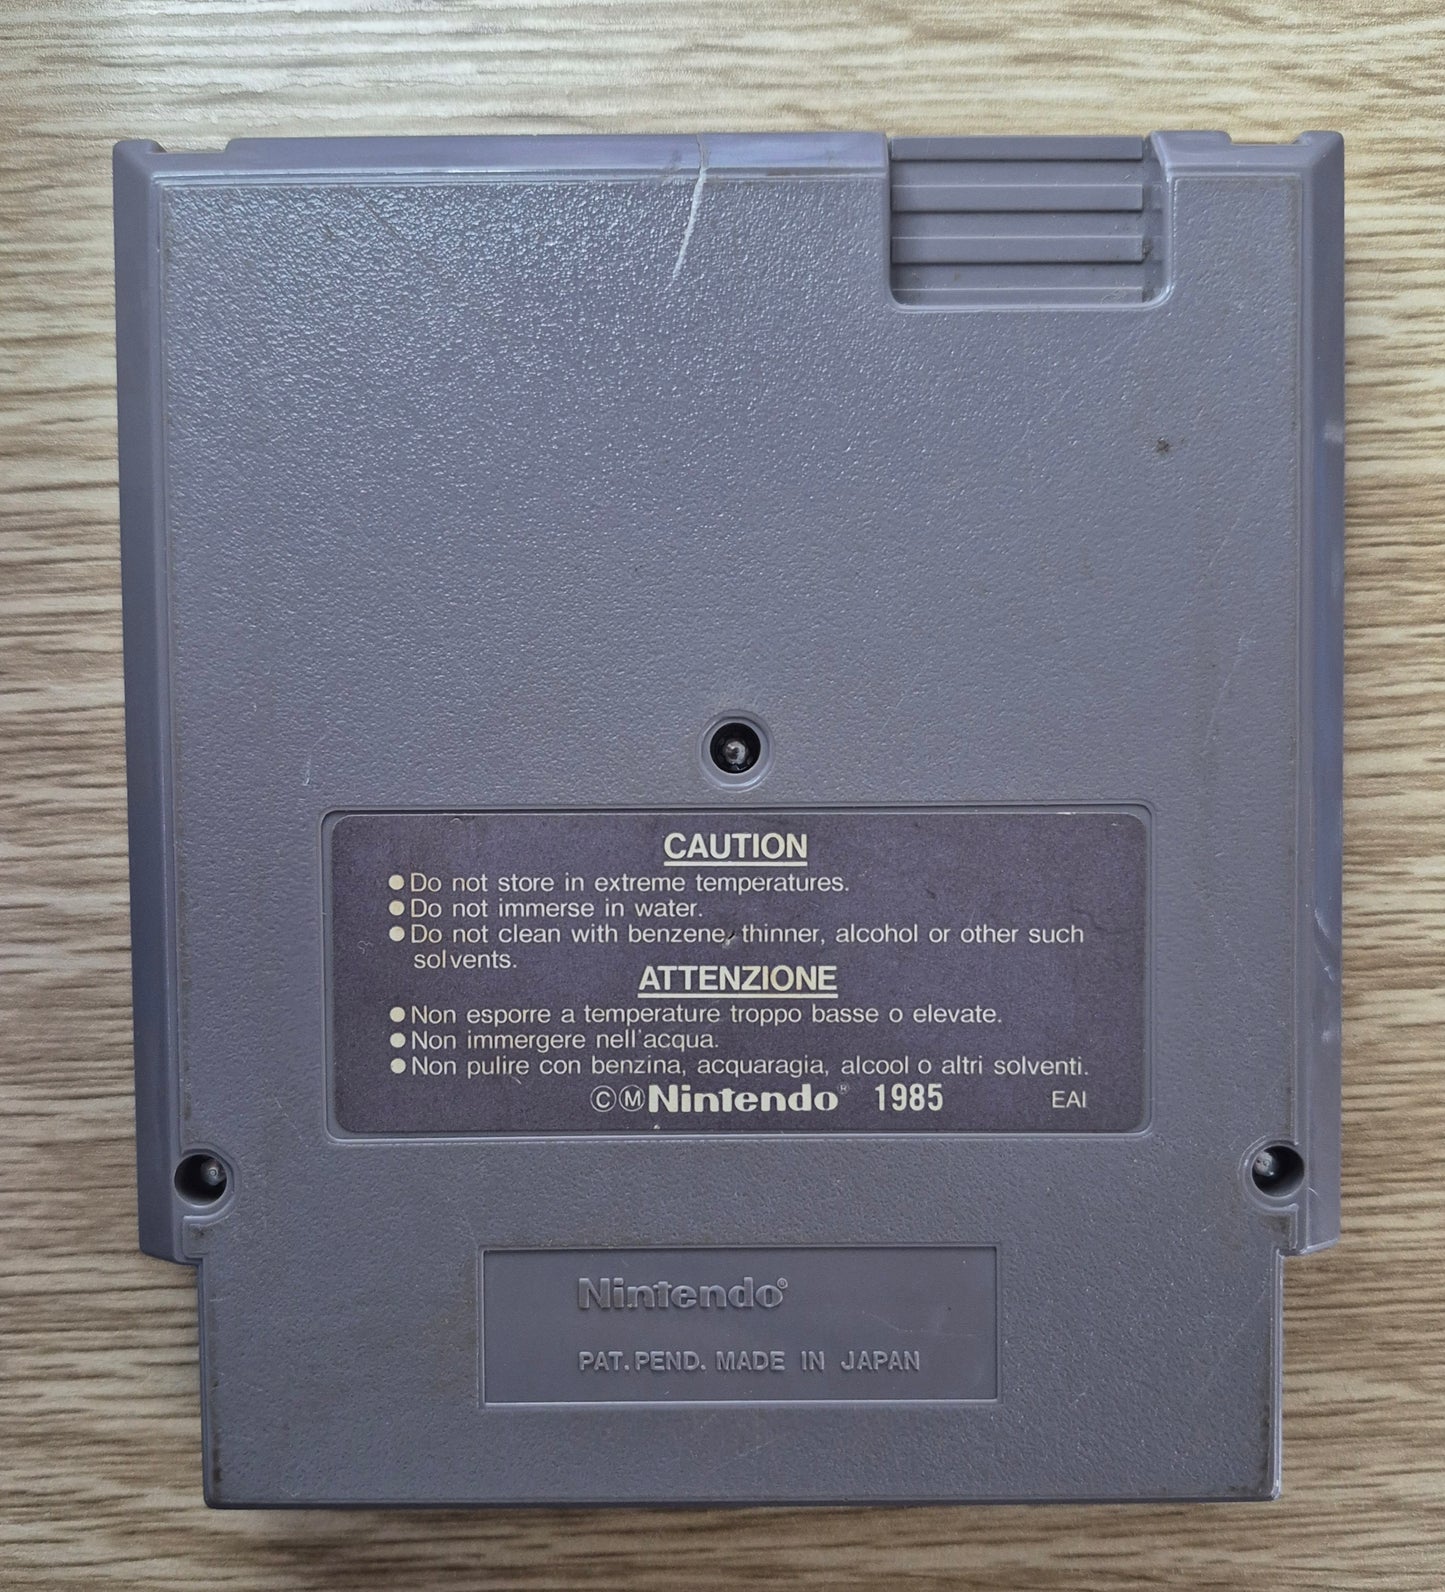 CAUTION
●Do not store in extreme temperatures.
●Do not immerse in water.
●Do not clean with benzene, thinner, alcohol or other such
solvents.
ATTENZIONE
●Non esporre a temperature troppo basse o elevate.
●Non immergere nell'acqua.
●Non pulire con benzina, acquaragia, alcool o altri solventi.
ⒸⓂNintendo® 1985 EAI
Nintendo®
PAT. PEND. MADE IN JAPAN